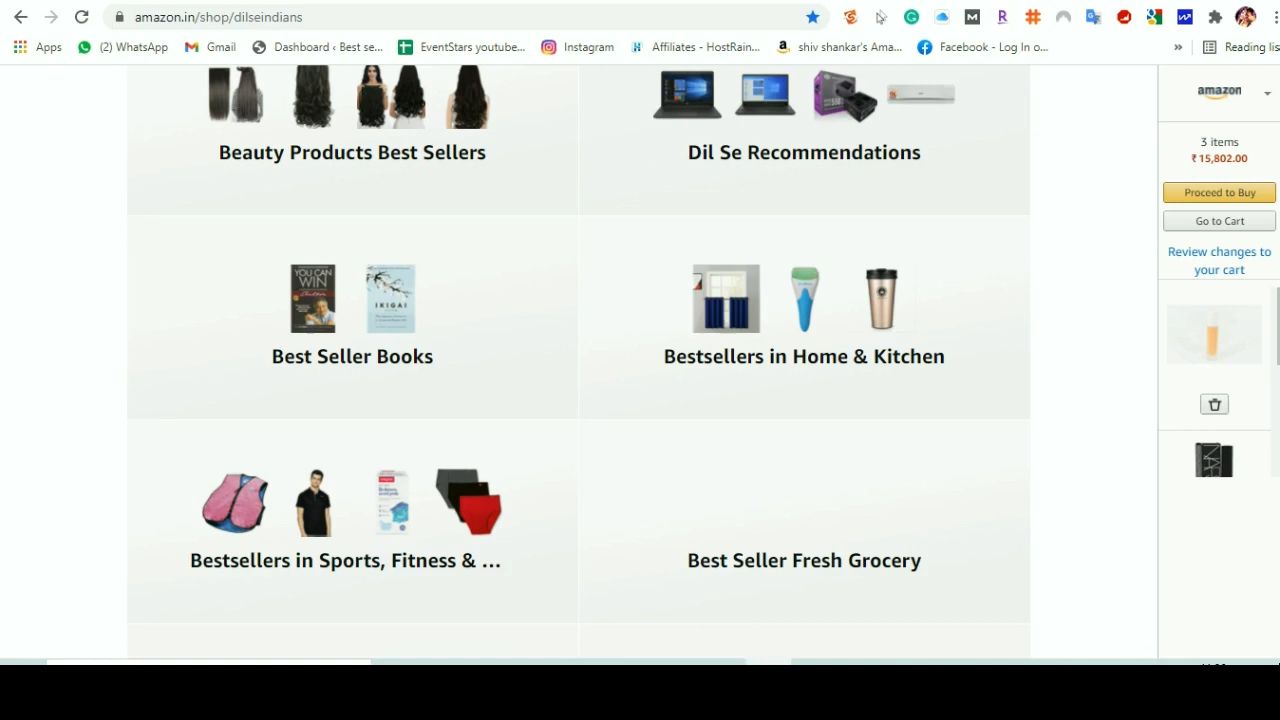 amazon.in/shop/dilseindians
Apps
(2) WhatsApp
Gmail
Dashboard ‹ Best se...
EventStars youtube...
Instagram
Affiliates - HostRain...
shiv shankar's Ama...
Facebook - Log In o...
»
Reading lis
Beauty Products Best Sellers
Dil Se Recommendations
YOU CAN
WIN
IKIGAI
Best Seller Books
Bestsellers in Home & Kitchen
Bestsellers in Sports, Fitness & ...
Best Seller Fresh Grocery
amazon
3 items
₹ 15,802.00
Proceed to Buy
Go to Cart
Review changes to
your cart
NARS